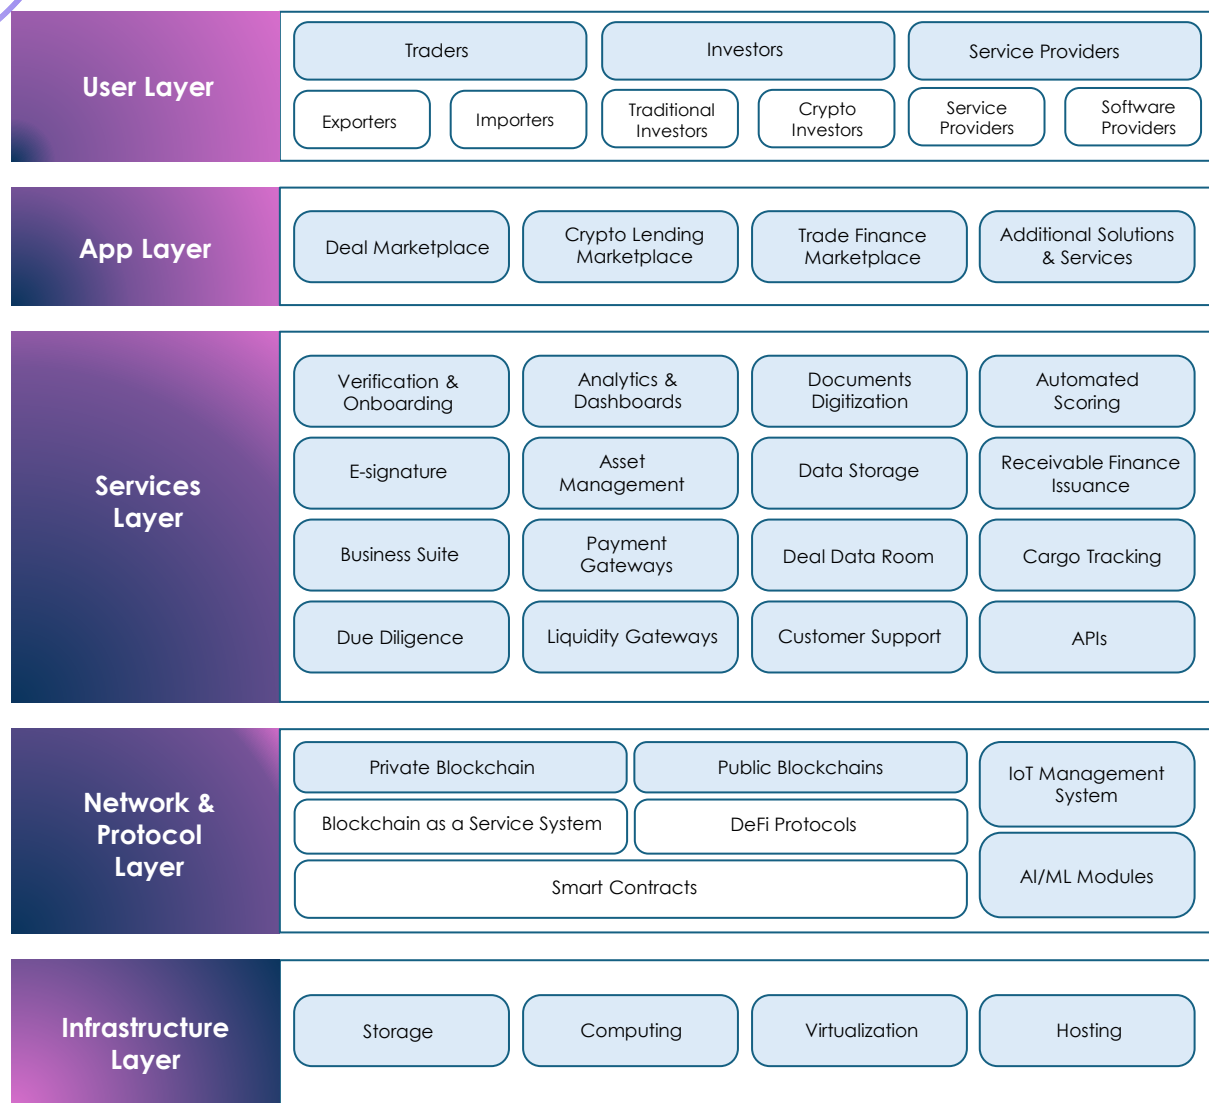 User Layer
Traders
Investors
Service Providers
Exporters
Importers
Traditional
Investors
Crypto
Investors
Service
Providers
Software
Providers
App Layer
Deal Marketplace
Crypto Lending
Marketplace
Trade Finance
Marketplace
Additional Solutions
& Services
Services
Layer
Verification &
Onboarding
Analytics &
Dashboards
Documents
Digitization
Automated
Scoring
E-signature
Asset
Management
Data Storage
Receivable Finance
Issuance
Business Suite
Payment
Gateways
Deal Data Room
Cargo Tracking
Due Diligence
Liquidity Gateways
Customer Support
APIs
Network &
Protocol
Layer
Private Blockchain
Public Blockchains
IoT Management
System
Blockchain as a Service System
DeFi Protocols
Smart Contracts
AI/ML Modules
Infrastructure
Layer
Storage
Computing
Virtualization
Hosting